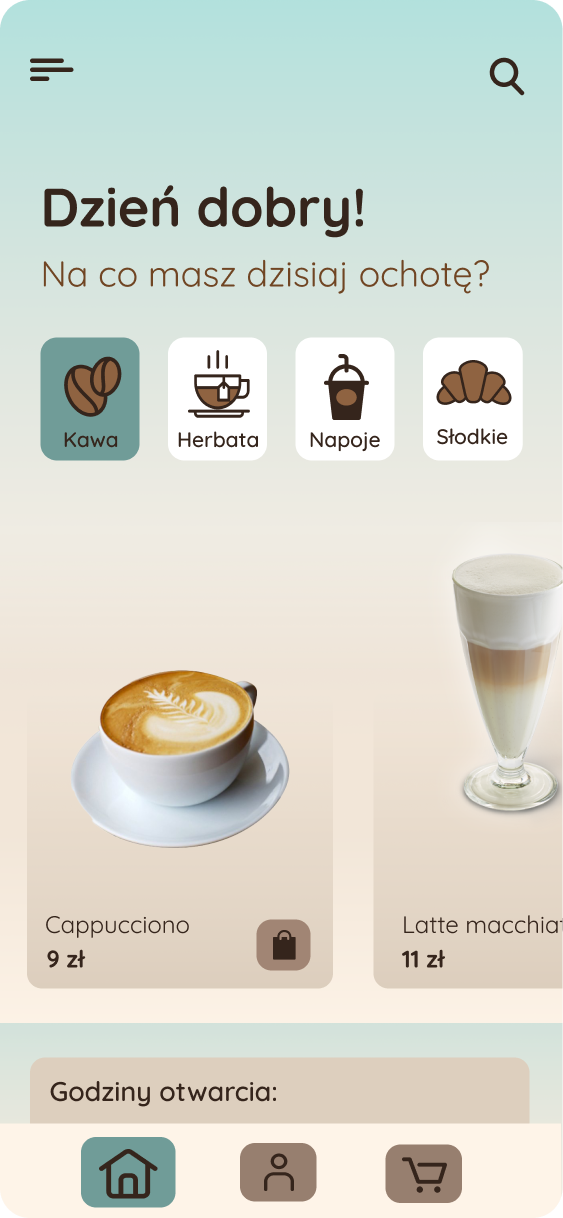 Dzień dobry!
Na co masz dzisiaj ochotę?
Kawa
Herbata
Napoje
Słodkie
Cappucciono
9 zł
Latte macchiat
11 zł
Godziny otwarcia: